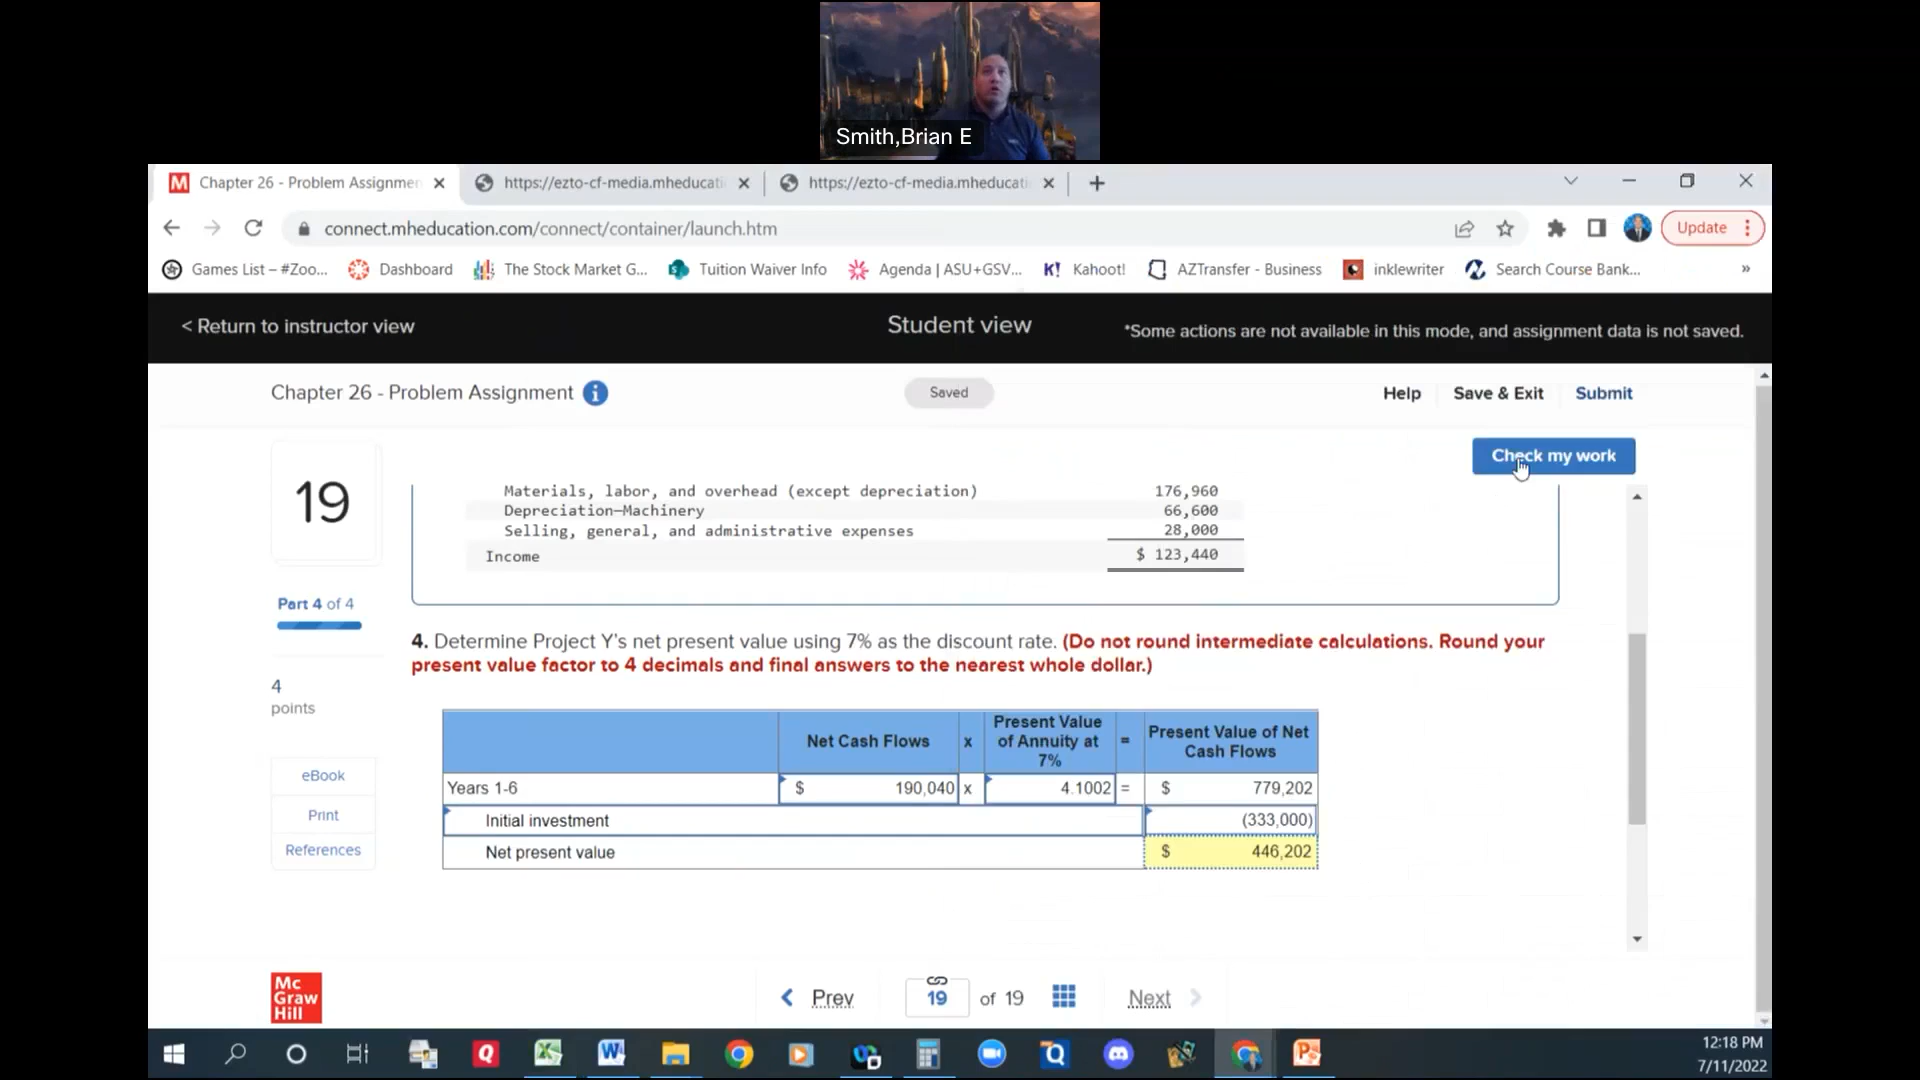 Smith,Brian E
Chapter 26 - Problem Assignmen
https://ezto-cf-media.mheducati
https://ezto-cf-media.mheducati
connect.mheducation.com/connect/container/launch.htm
Update
Games List – #Zoo...
Dashboard
The Stock Market G...
Tuition Waiver Info
Agenda | ASU+GSV...
K! Kahoot!
AZTransfer - Business
inklewriter
Search Course Bank...
»
< Return to instructor view
Student view
*Some actions are not available in this mode, and assignment data is not saved.
Chapter 26 - Problem Assignment
Saved
Help
Save & Exit
Submit
Check my work
19
Materials, labor, and overhead (except depreciation) 176,960
Depreciation—Machinery 66,600
Selling, general, and administrative expenses 28,000
Income $ 123,440
Part 4 of 4
4
points
eBook
Print
References
4. Determine Project Y's net present value using 7% as the discount rate. (Do not round intermediate calculations. Round your
present value factor to 4 decimals and final answers to the nearest whole dollar.)
Net Cash Flows x Present Value of Annuity at 7% = Present Value of Net Cash Flows
Years 1-6 $ 190,040 x 4.1002 = $ 779,202
Initial investment (333,000)
Net present value $ 446,202
Mc
Graw
Hill
Prev
19 of 19
Next
12:18 PM
7/11/2022